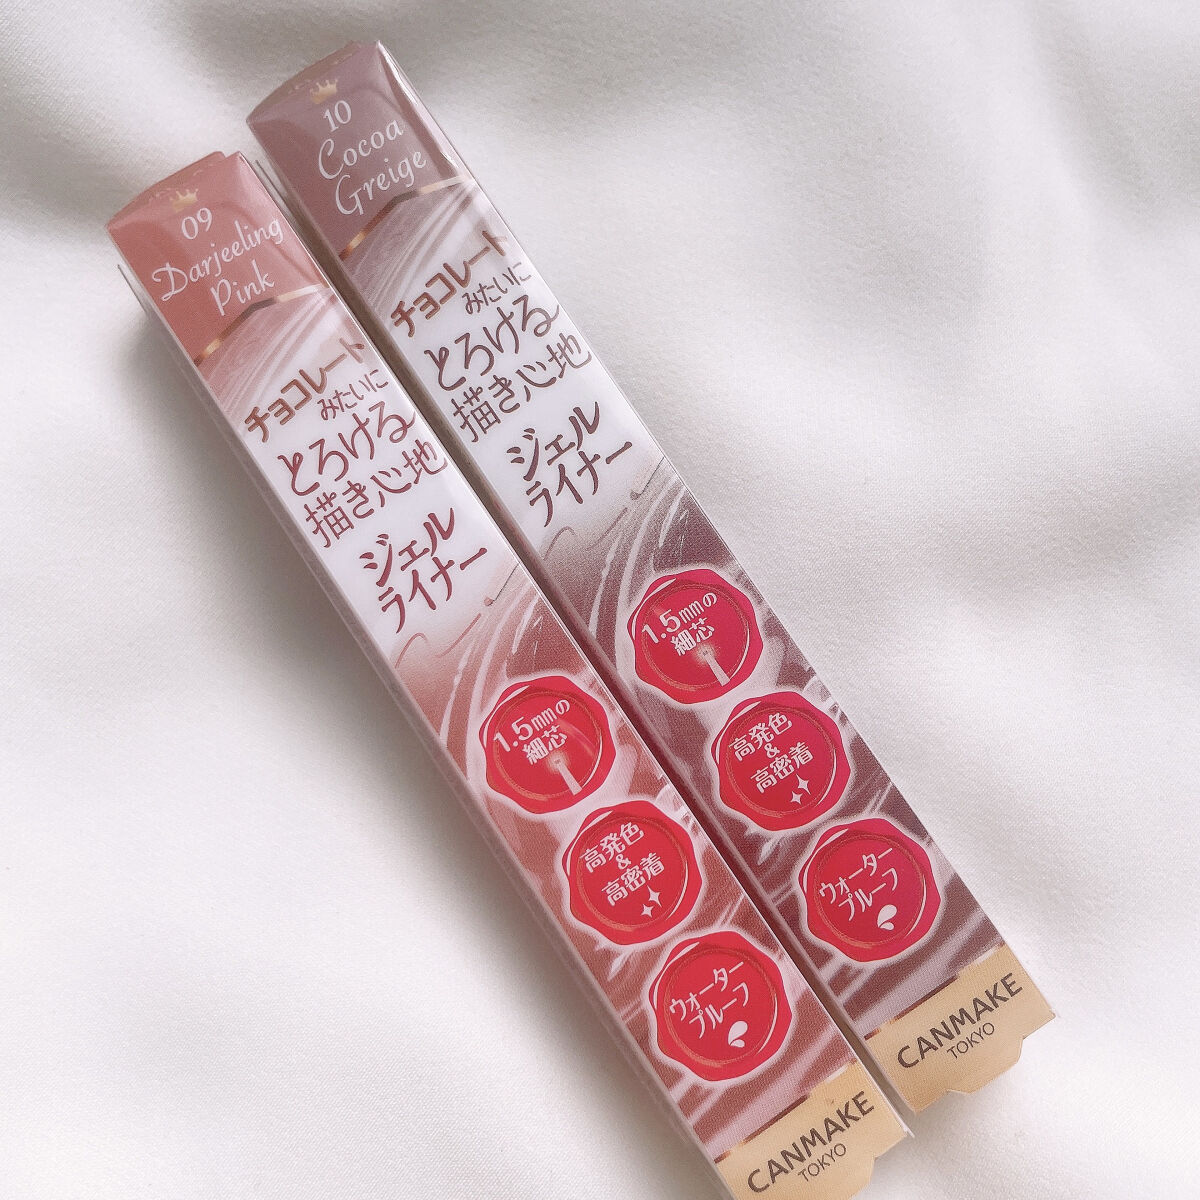 09
Darjeeling
Pink
チョコレート
みたいに
とろける
描き心地
ジェル
ライナー
1.5mmの
細芯
高発色
&
高密着
ウォーター
プルーフ
CANMAKE
TOKYO
10
Cocoa
Greige
チョコレート
みたいに
とろける
描き心地
ジェル
ライナー
1.5mmの
細芯
高発色
&
高密着
ウォーター
プルーフ
CANMAKE
TOKYO